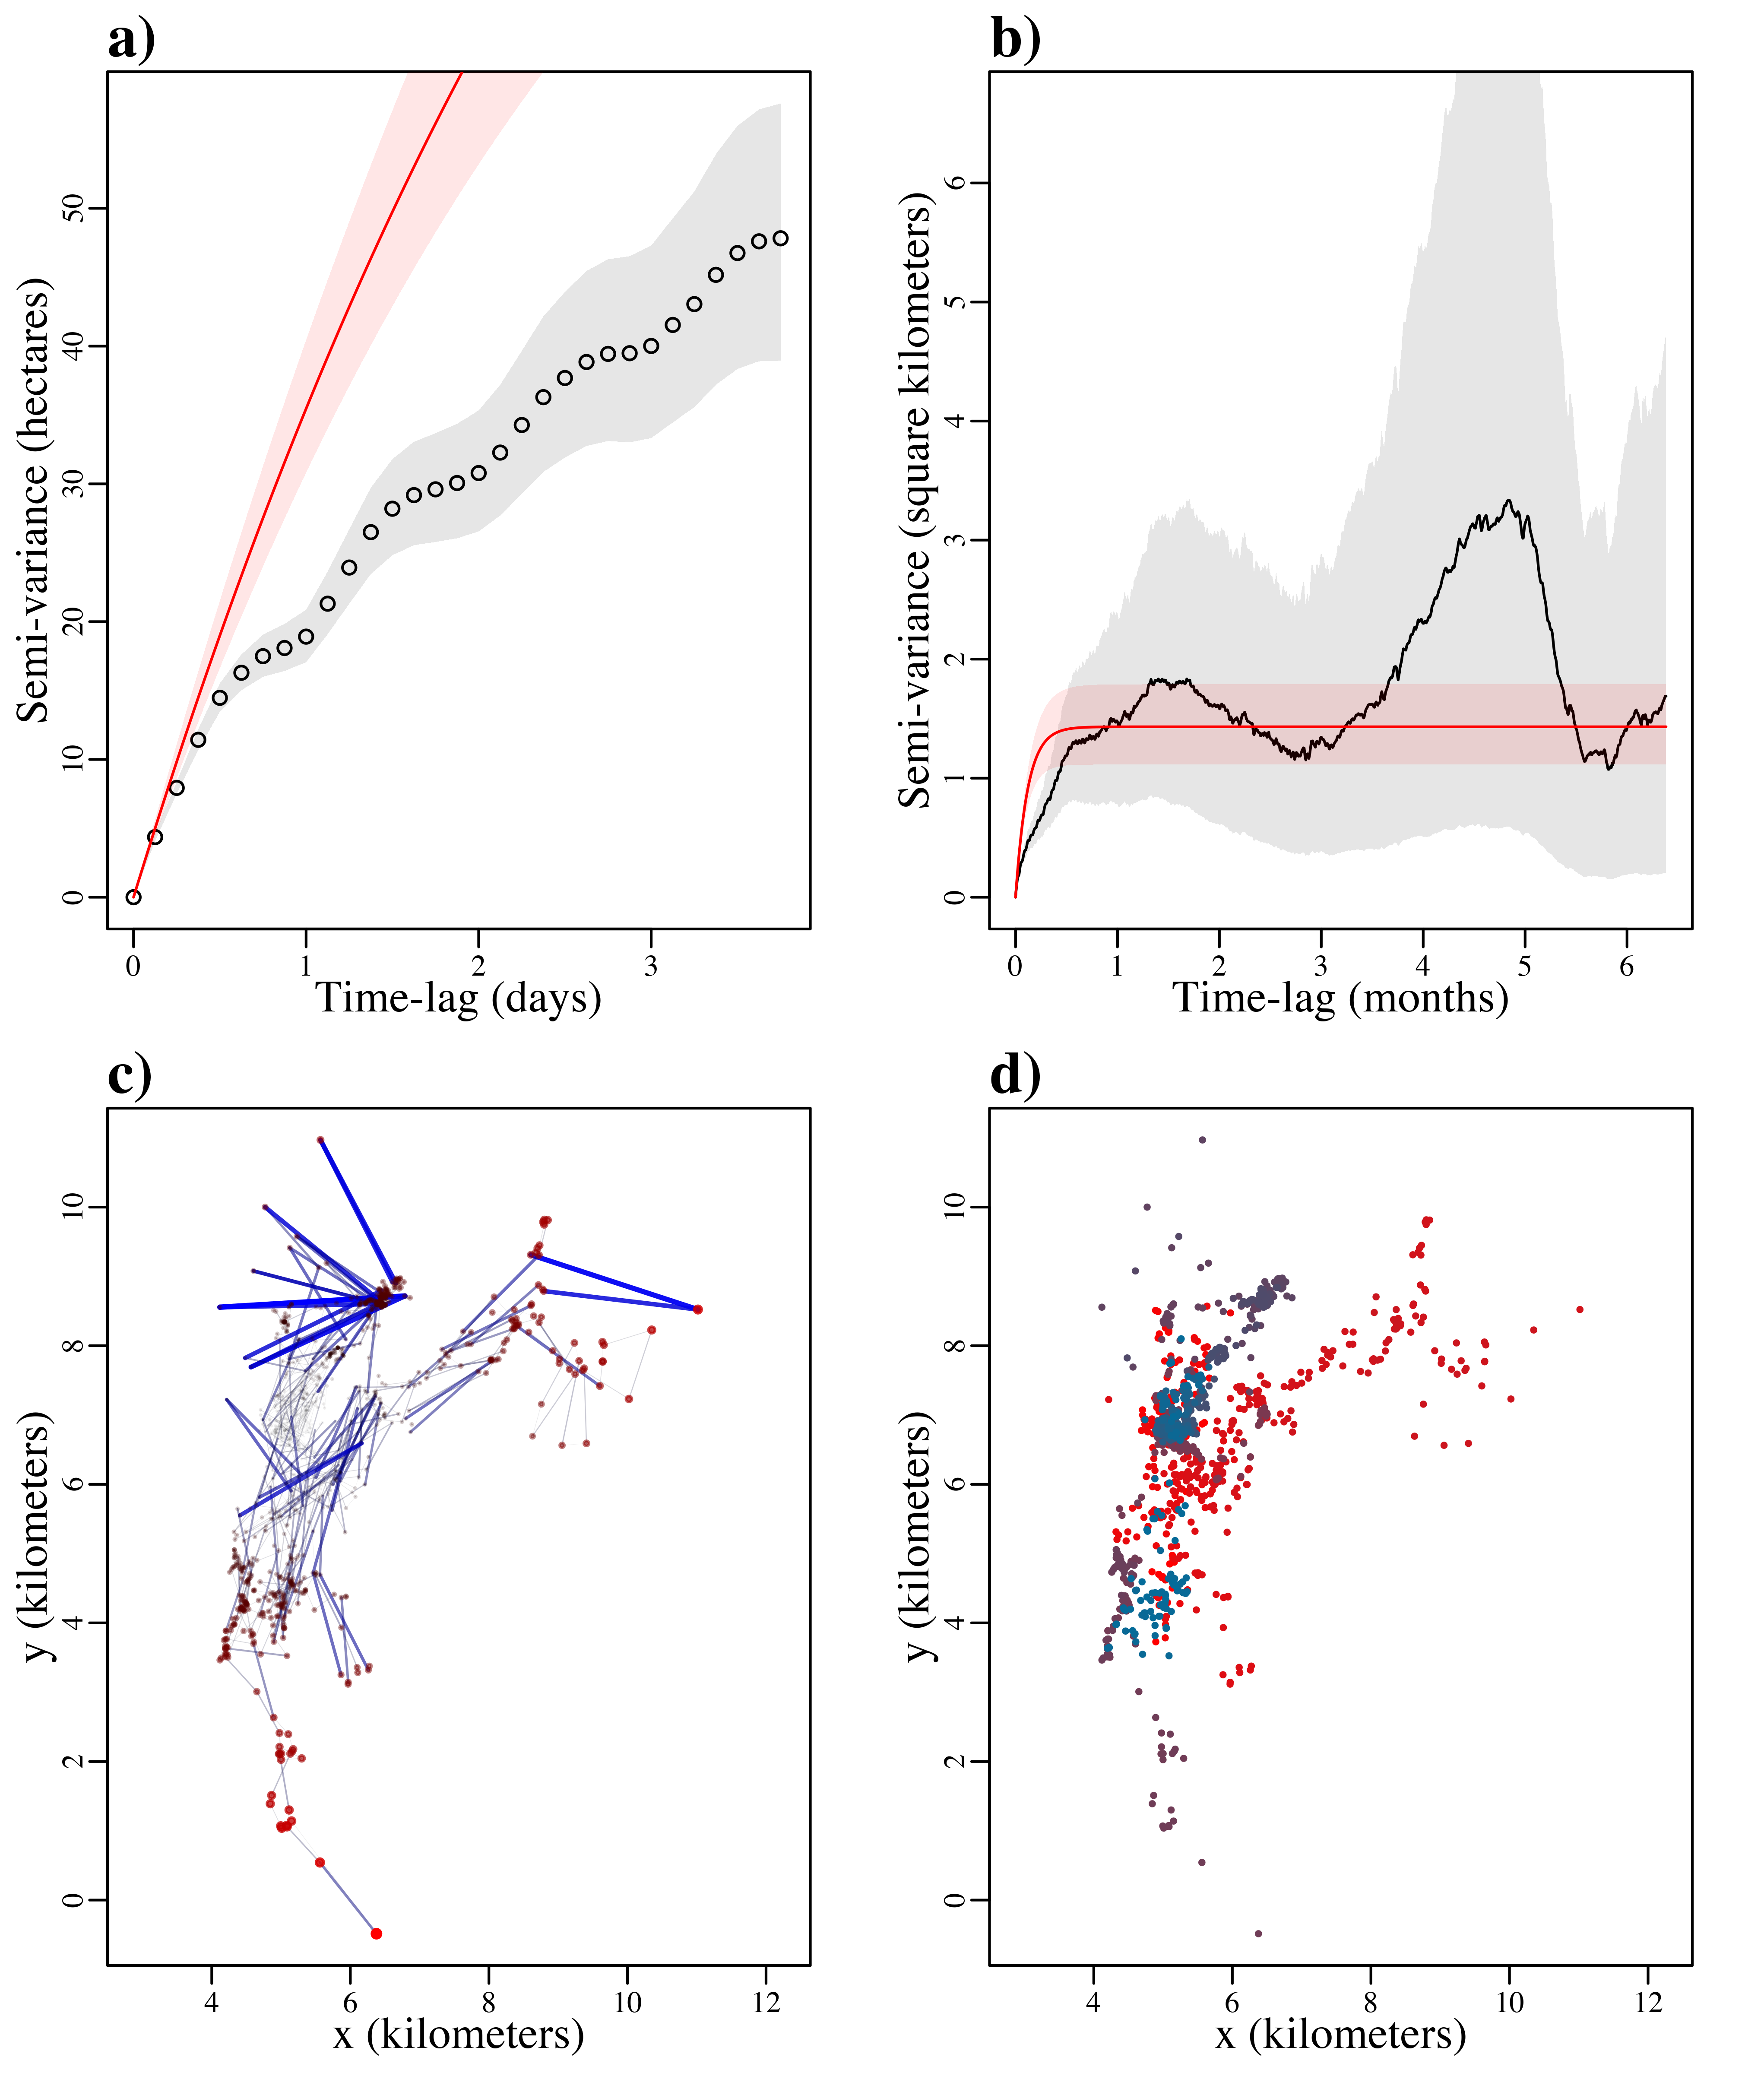 a)
Semi-variance (hectares)
0 10 20 30 40 50
0 1 2 3
Time-lag (days)
b)
Semi-variance (square kilometers)
0 1 2 3 4 5 6
0 1 2 3 4 5 6
Time-lag (months)
c)
y (kilometers)
0 2 4 6 8 10
4 6 8 10 12
x (kilometers)
d)
y (kilometers)
0 2 4 6 8 10
4 6 8 10 12
x (kilometers)